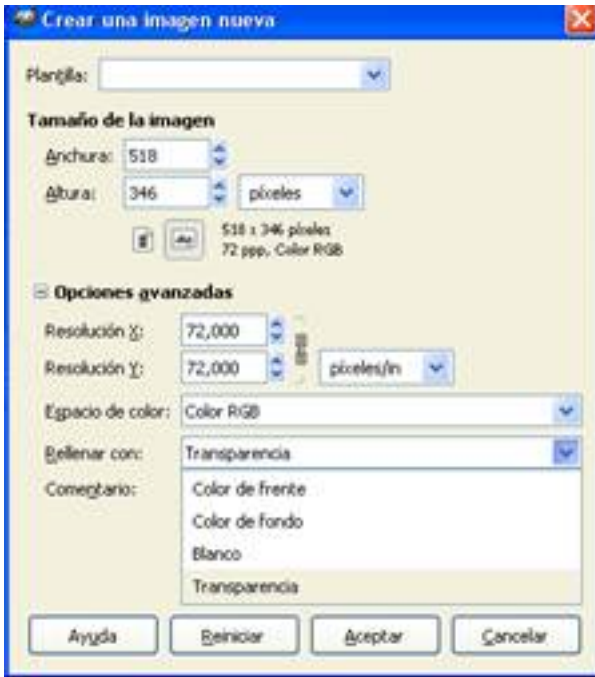 Crear una imagen nueva
Plantilla:
Tamaño de la imagen
Anchura: 518
Altura: 346 píxeles
518 x 346 píxeles
72 ppp, Color RGB
Opciones avanzadas
Resolución X: 72,000
Resolución Y: 72,000 píxeles/in
Espacio de color: Color RGB
Rellenar con: Transparencia
Comentario:
Color de frente
Color de fondo
Blanco
Transparencia
Ayuda Reiniciar Aceptar Cancelar